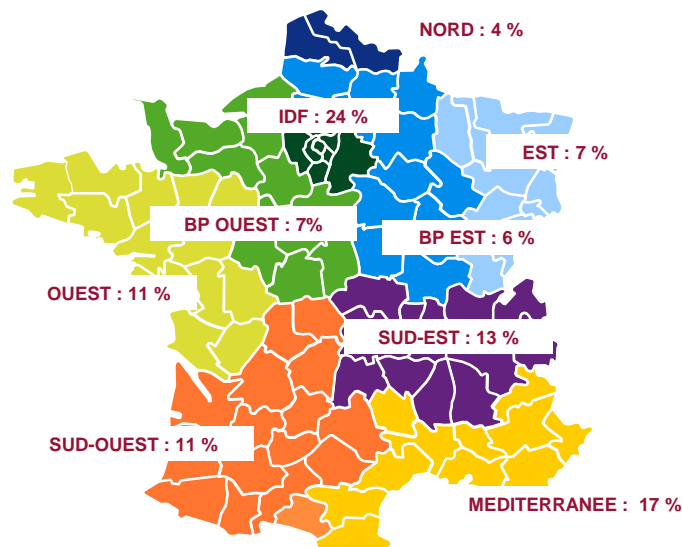 NORD : 4 %
IDF : 24 %
EST : 7 %
BP OUEST : 7%
BP EST : 6 %
OUEST : 11 %
SUD-EST : 13 %
SUD-OUEST : 11 %
MEDITERRANEE : 17 %